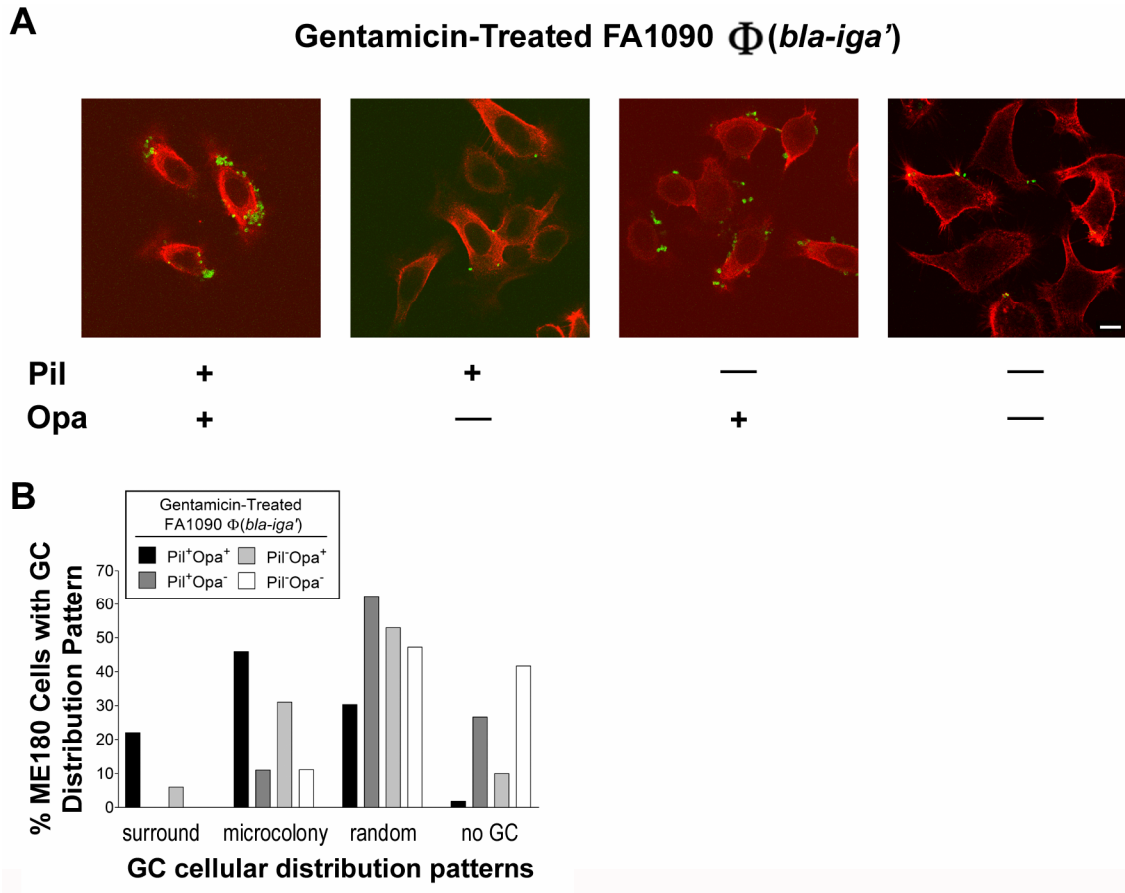 A
Gentamicin-Treated FA1090 Φ(bla-iga')
Pil + + — —
Opa + — + —
B
Gentamicin-Treated
FA1090 Φ(bla-iga')
Pil⁺Opa⁺ Pil⁻Opa⁺
Pil⁺Opa⁻ Pil⁻Opa⁻
% ME180 Cells with GC
Distribution Pattern
70
60
50
40
30
20
10
0
surround microcolony random no GC
GC cellular distribution patterns